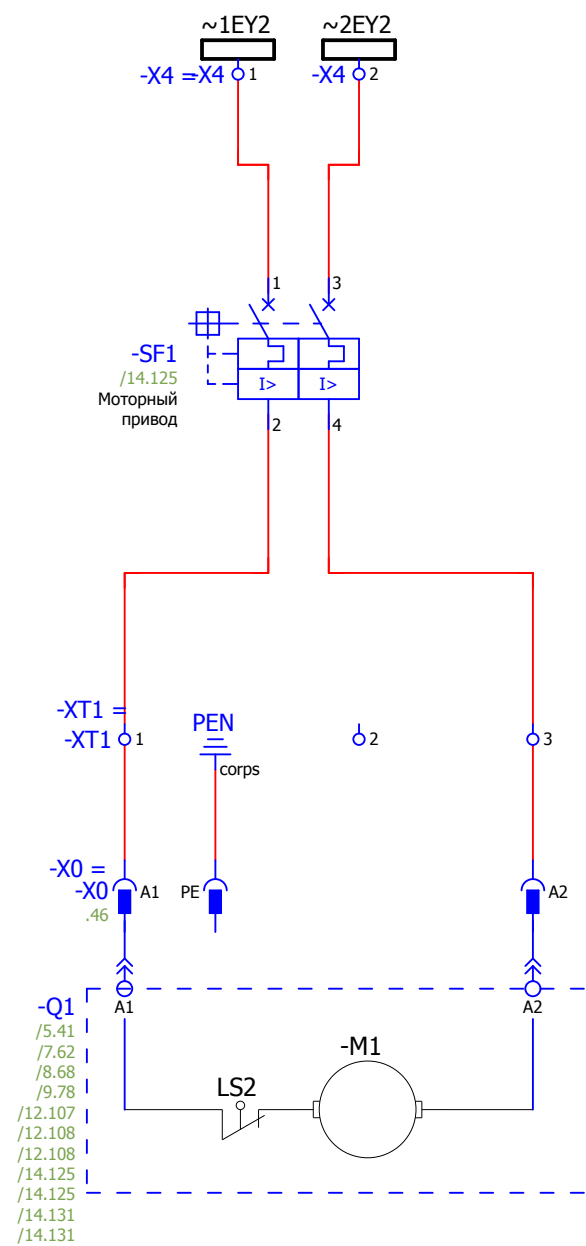 ~1EY2 ~2EY2
-X4 =-X4 1 -X4 2
1 3
-SF1
/14.125
Моторный
привод
I> I>
2 4
-XT1 =
-XT1 1 PEN 2 3
corps
-X0 =
-X0 A1 PE A2
.46
-Q1 A1 A2
/5.41
/7.62
/8.68
/9.78
/12.107
/12.108
/12.108
/14.125
/14.125
/14.131
/14.131
-M1
LS2